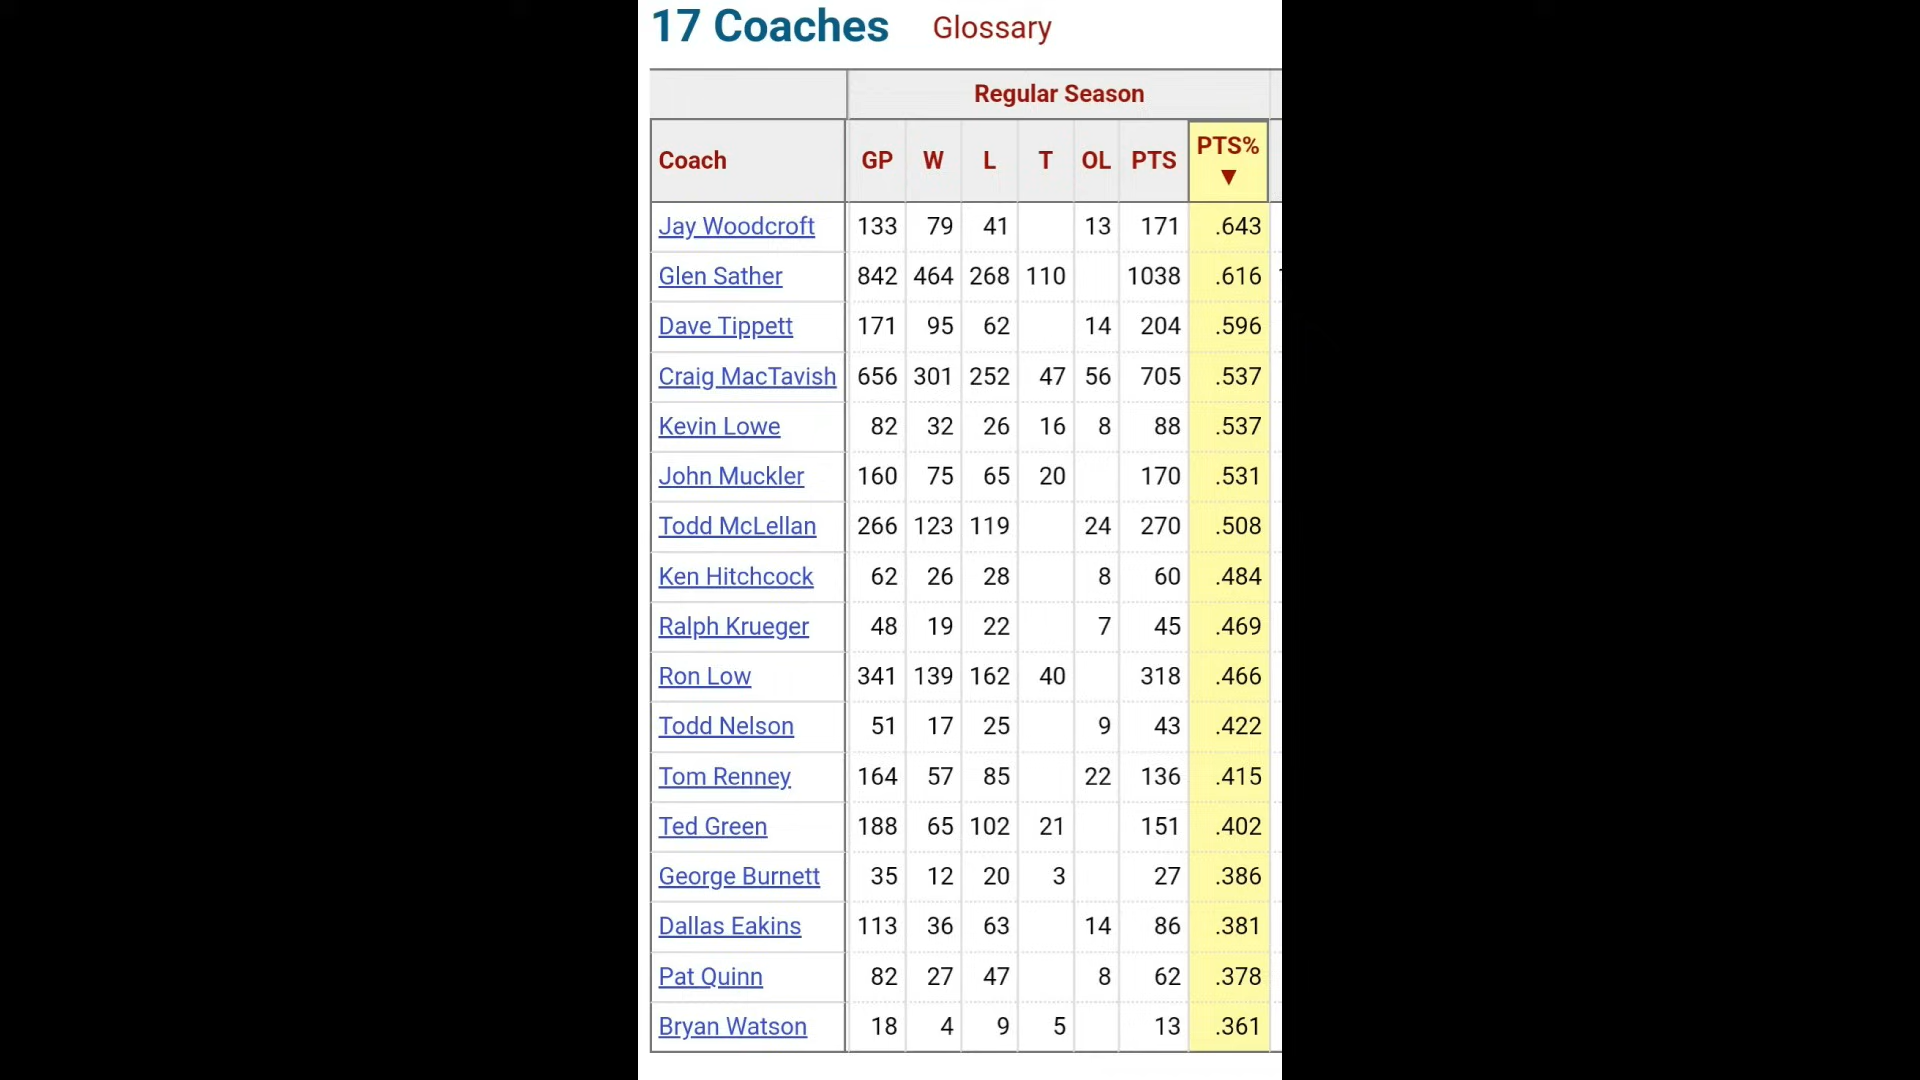 17 Coaches Glossary
Regular Season
Coach GP W L T OL PTS PTS% ▼
Jay Woodcroft 133 79 41 13 171 .643
Glen Sather 842 464 268 110 1038 .616
Dave Tippett 171 95 62 14 204 .596
Craig MacTavish 656 301 252 47 56 705 .537
Kevin Lowe 82 32 26 16 8 88 .537
John Muckler 160 75 65 20 170 .531
Todd McLellan 266 123 119 24 270 .508
Ken Hitchcock 62 26 28 8 60 .484
Ralph Krueger 48 19 22 7 45 .469
Ron Low 341 139 162 40 318 .466
Todd Nelson 51 17 25 9 43 .422
Tom Renney 164 57 85 22 136 .415
Ted Green 188 65 102 21 151 .402
George Burnett 35 12 20 3 27 .386
Dallas Eakins 113 36 63 14 86 .381
Pat Quinn 82 27 47 8 62 .378
Bryan Watson 18 4 9 5 13 .361